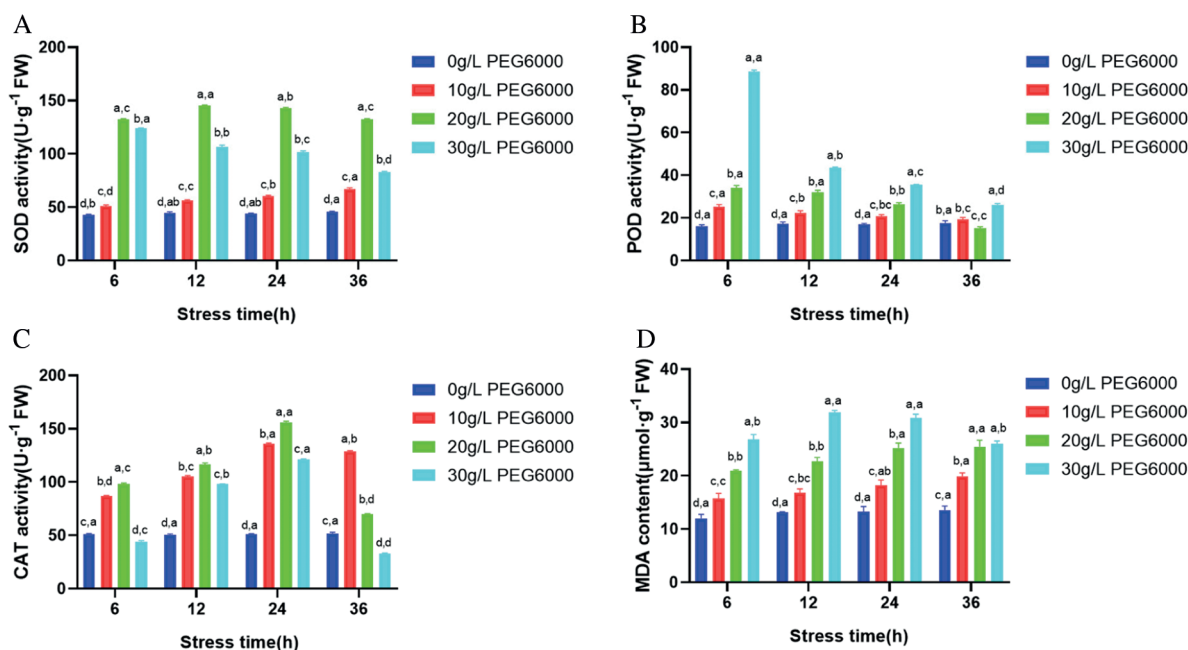 A
SOD activity(U·g⁻¹ FW)
200
150
100
50
0
d,b c,d a,c b,a
d,ab c,c a,a b,b
d,ab c,b a,b b,c
d,a c,a a,c b,d
6 12 24 36
Stress time(h)
0g/L PEG6000
10g/L PEG6000
20g/L PEG6000
30g/L PEG6000
B
POD activity(U·g⁻¹ FW)
100
80
60
40
20
0
d,a c,a b,a a,a
d,a c,b b,a a,b
d,a c,bc b,b a,c
b,a b,c c,c a,d
6 12 24 36
Stress time(h)
0g/L PEG6000
10g/L PEG6000
20g/L PEG6000
30g/L PEG6000
C
CAT activity(U·g⁻¹ FW)
200
150
100
50
0
c,a b,d a,c d,c
d,a b,c a,b c,b
d,a b,a a,a c,a
c,a a,b b,d d,d
6 12 24 36
Stress time(h)
0g/L PEG6000
10g/L PEG6000
20g/L PEG6000
30g/L PEG6000
D
MDA content(μmol·g⁻¹ FW)
40
30
20
10
0
d,a c,c b,b a,b
d,a c,bc b,b a,a
d,a c,ab b,a a,a
c,a b,a a,a a,b
6 12 24 36
Stress time(h)
0g/L PEG6000
10g/L PEG6000
20g/L PEG6000
30g/L PEG6000